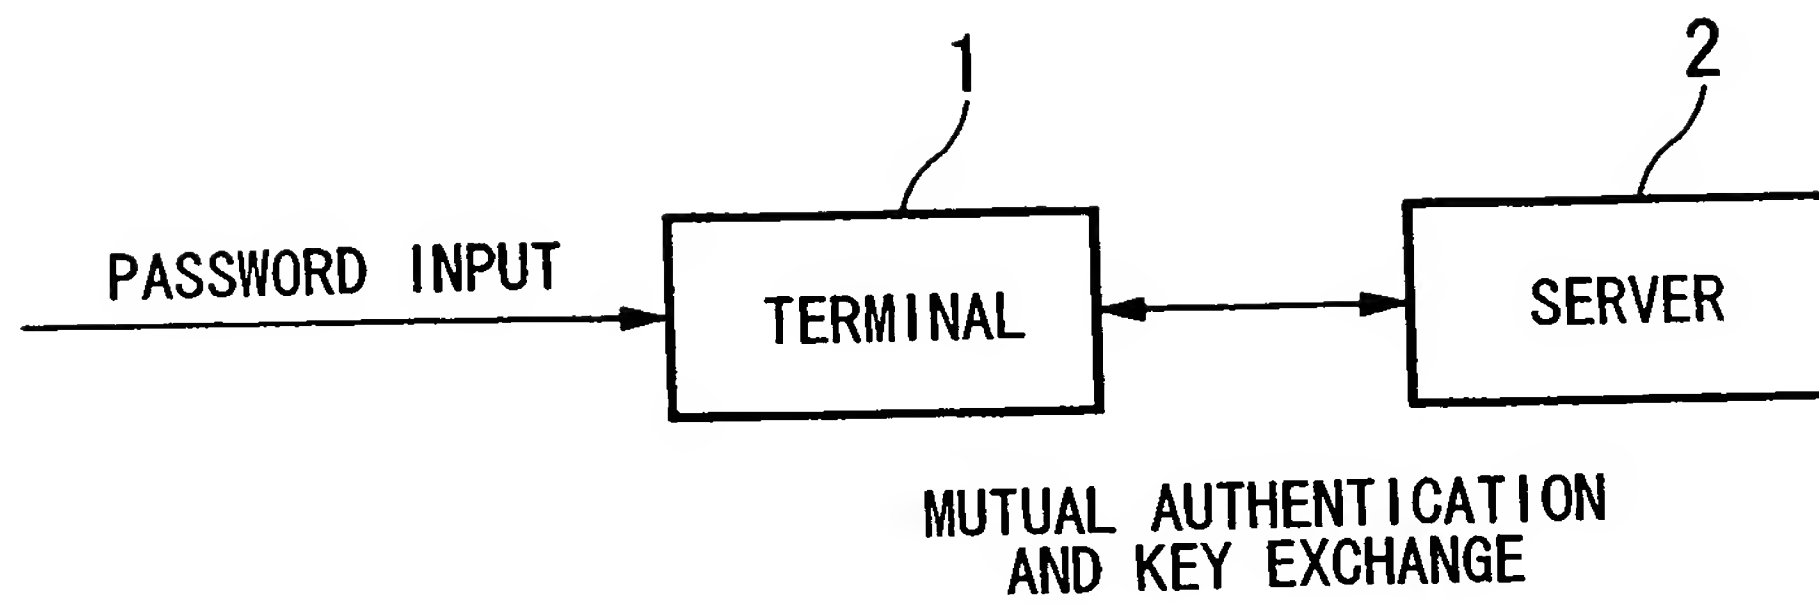 1
2
PASSWORD INPUT
TERMINAL
SERVER
MUTUAL AUTHENTICATION
AND KEY EXCHANGE